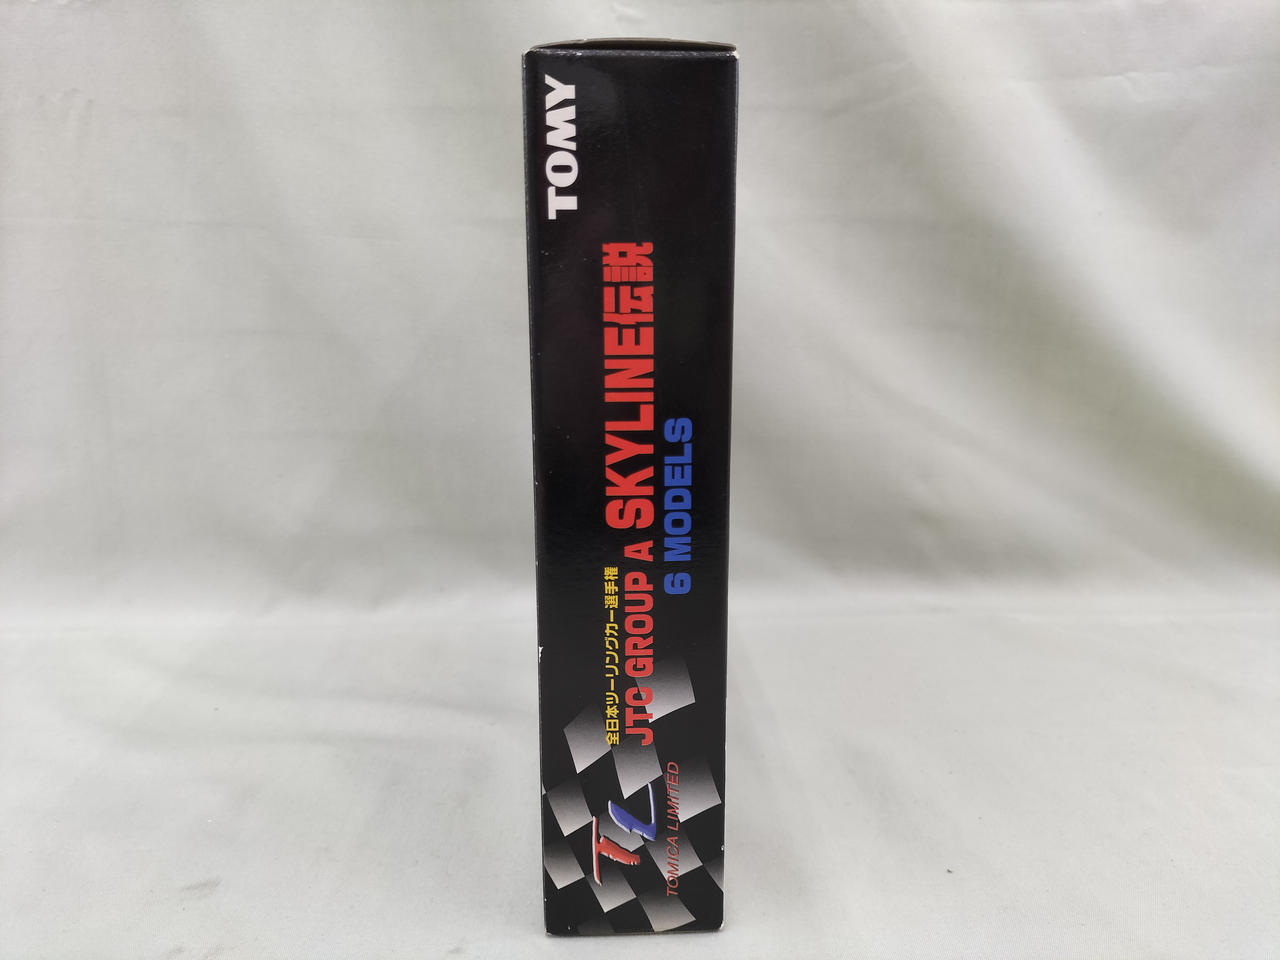 TOMY
全日本ツーリングカー選手権
JTC GROUP A SKYLINE伝説
6 MODELS
TL
TOMICA LIMITED